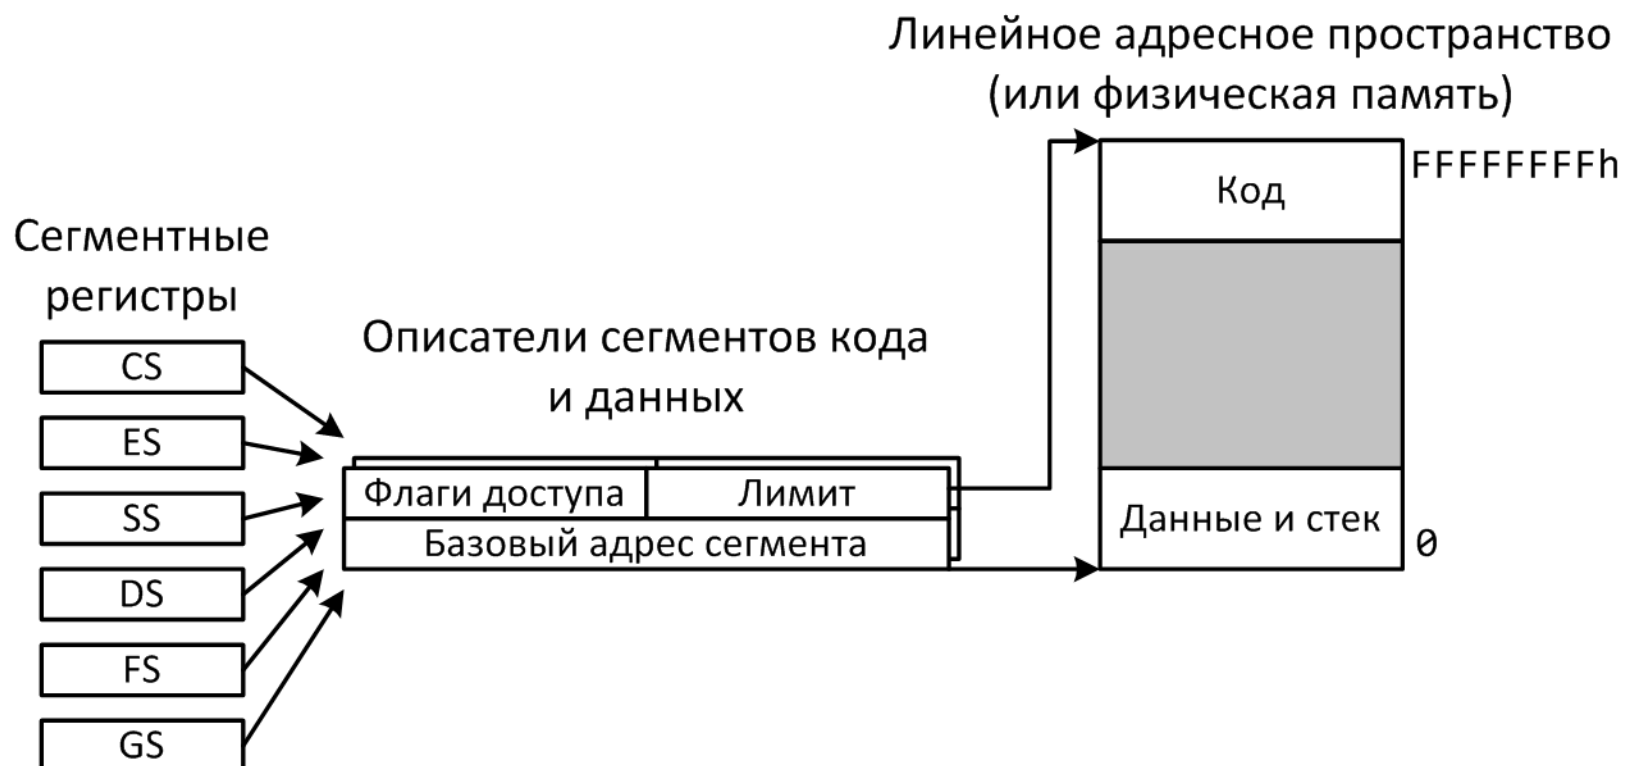 Линейное адресное пространство
(или физическая память)
FFFFFFFFh
Код
Сегментные
регистры
Описатели сегментов кода
и данных
CS
ES
SS
DS
FS
GS
Флаги доступа
Лимит
Базовый адрес сегмента
Данные и стек
0